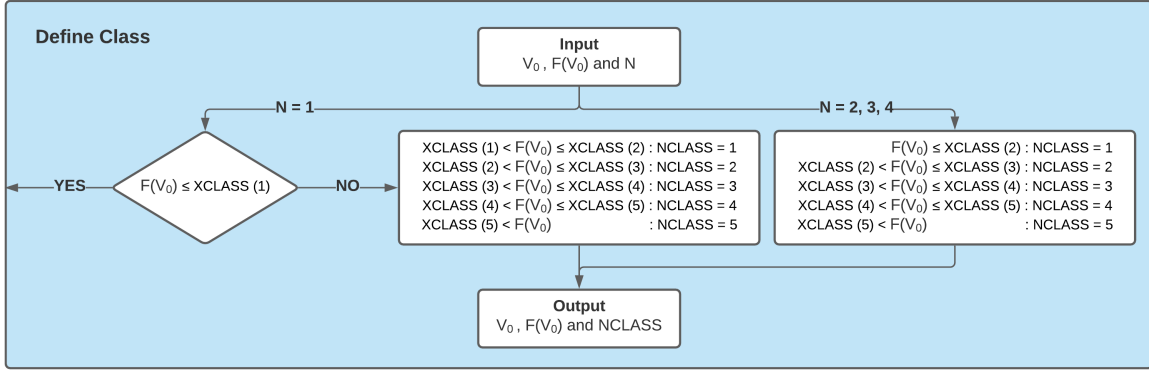 Define Class
Input
V₀ , F(V₀) and N
N = 1
N = 2, 3, 4
YES
F(V₀) ≤ XCLASS (1)
NO
XCLASS (1) < F(V₀) ≤ XCLASS (2) : NCLASS = 1
XCLASS (2) < F(V₀) ≤ XCLASS (3) : NCLASS = 2
XCLASS (3) < F(V₀) ≤ XCLASS (4) : NCLASS = 3
XCLASS (4) < F(V₀) ≤ XCLASS (5) : NCLASS = 4
XCLASS (5) < F(V₀) : NCLASS = 5
F(V₀) ≤ XCLASS (2) : NCLASS = 1
XCLASS (2) < F(V₀) ≤ XCLASS (3) : NCLASS = 2
XCLASS (3) < F(V₀) ≤ XCLASS (4) : NCLASS = 3
XCLASS (4) < F(V₀) ≤ XCLASS (5) : NCLASS = 4
XCLASS (5) < F(V₀) : NCLASS = 5
Output
V₀ , F(V₀) and NCLASS